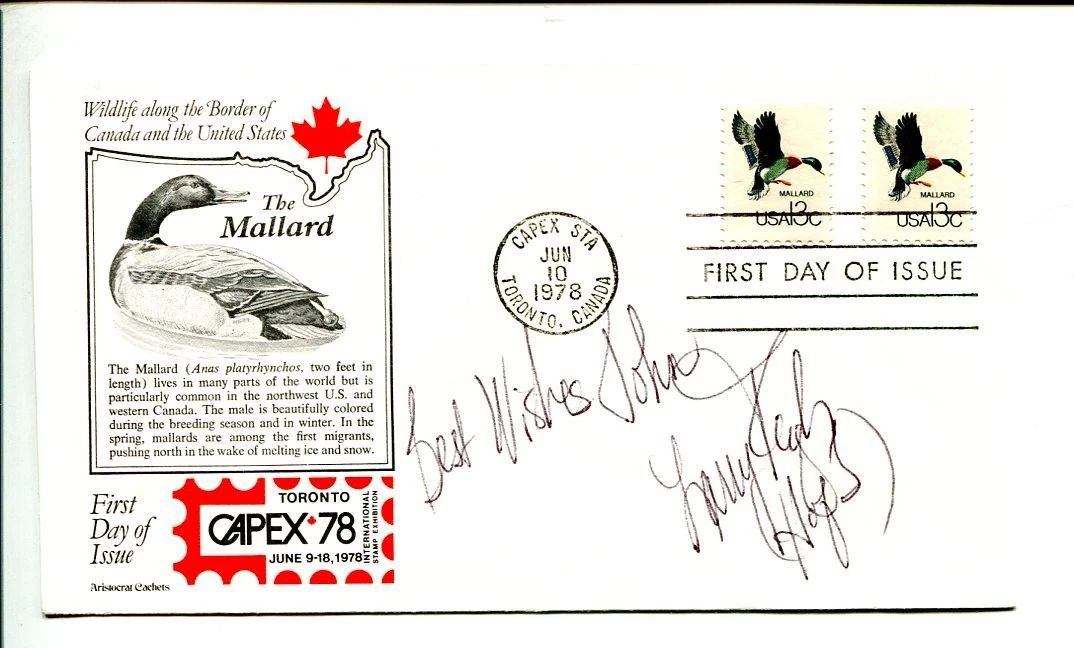 Wildlife along the Border of
Canada and the United States
The
Mallard
The Mallard (Anas platyrhynchos, two feet in
length) lives in many parts of the world but is
particularly common in the northwest U.S. and
western Canada. The male is beautifully colored
during the breeding season and in winter. In the
spring, mallards are among the first migrants,
pushing north in the wake of melting ice and snow.
First
Day of
Issue
Aristocrat Cachets
TORONTO
CAPEX 78
JUNE 9-18, 1978
INTERNATIONAL
STAMP EXHIBITION
CAPEX STA
JUN
10
1978
TORONTO, CANADA
MALLARD
USA13c
MALLARD
USA13c
FIRST DAY OF ISSUE
Best Wishes John
Larry